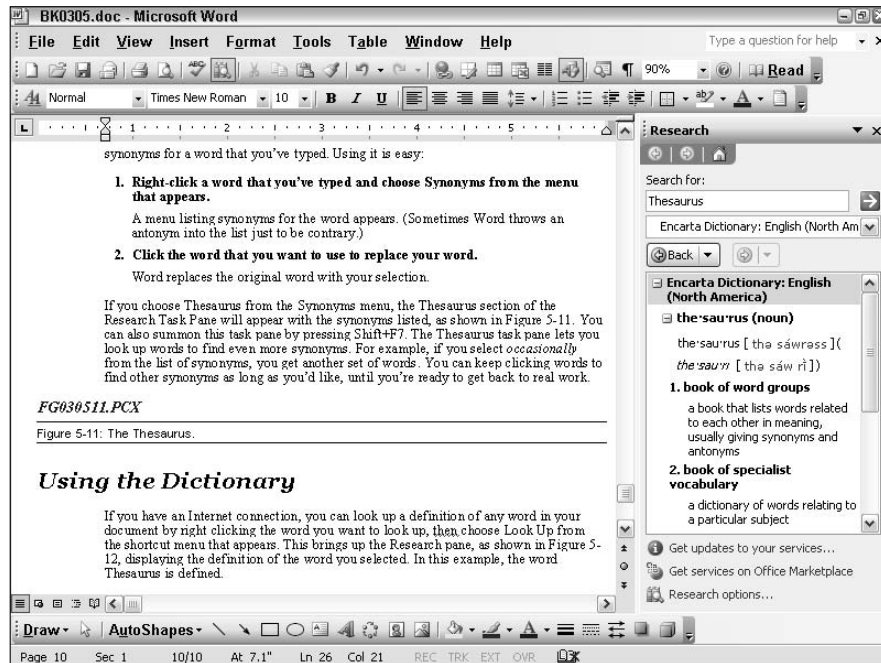 BK0305.doc - Microsoft Word
File Edit View Insert Format Tools Table Window Help
Type a question for help
90%
Read
Normal
Times New Roman
10
B I U
1 2 3 4 5
synonyms for a word that you've typed. Using it is easy:
1. Right-click a word that you've typed and choose Synonyms from the menu
that appears.
A menu listing synonyms for the word appears. (Sometimes Word throws an
antonym into the list just to be contrary.)
2. Click the word that you want to use to replace your word.
Word replaces the original word with your selection.
If you choose Thesaurus from the Synonyms menu, the Thesaurus section of the
Research Task Pane will appear with the synonyms listed, as shown in Figure 5-11. You
can also summon this task pane by pressing Shift+F7. The Thesaurus task pane lets you
look up words to find even more synonyms. For example, if you select occasionally
from the list of synonyms, you get another set of words. You can keep clicking words to
find other synonyms as long as you'd like, until you're ready to get back to real work.
FG030511.PCX
Figure 5-11: The Thesaurus.
Using the Dictionary
If you have an Internet connection, you can look up a definition of any word in your
document by right clicking the word you want to look up, then choose Look Up from
the shortcut menu that appears. This brings up the Research pane, as shown in Figure 5-
12, displaying the definition of the word you selected. In this example, the word
Thesaurus is defined.
Research
Search for:
Thesaurus
Encarta Dictionary: English (North Am
Back
Encarta Dictionary: English
(North America)
the·sau·rus (noun)
the·sau·rus [ thə sáwrəss ](
the·sau·ri [ thə sáw rì ])
1. book of word groups
a book that lists words related
to each other in meaning,
usually giving synonyms and
antonyms
2. book of specialist
vocabulary
a dictionary of words relating to
a particular subject
Get updates to your services...
Get services on Office Marketplace
Research options...
Draw AutoShapes
Page 10 Sec 1 10/10 At 7.1" Ln 26 Col 21 REC TRK EXT OVR